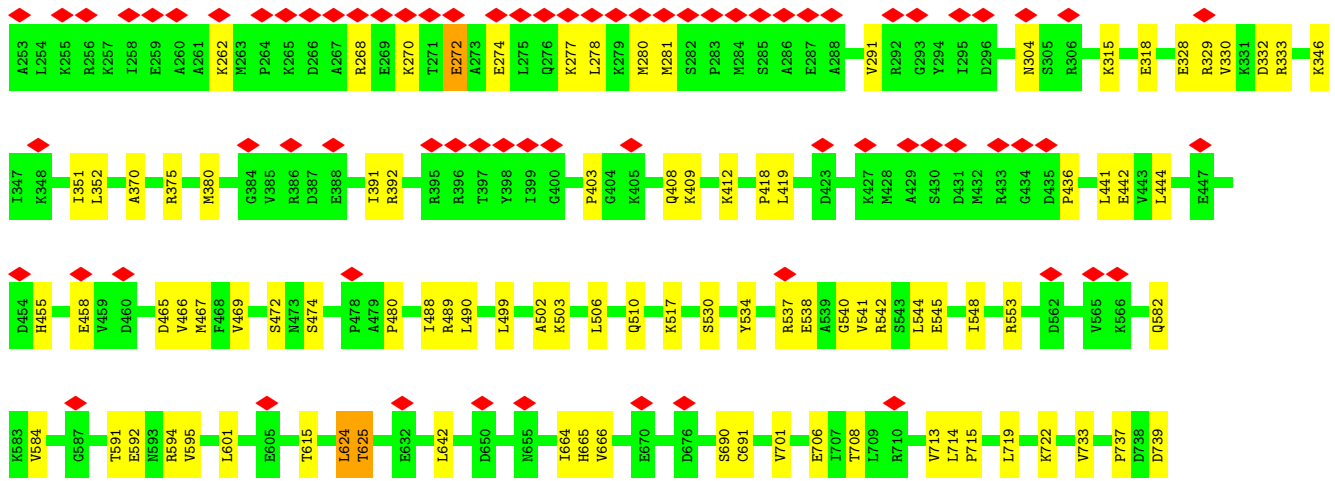 A253 L254 K255 R256 K257 I258 E259 A260 A261 K262 M263 P264 K265 D266 A267 R268 E269 K270 T271 E272 A273 E274 L275 Q276 K277 L278 K279 M280 M281 S282 P283 M284 S285 A286 E287 A288 V291 R292 G293 Y294 I295 D296 N304 S305 R306 K315 E318 E328 R329 V330 K331 D332 R333 K346
I347 K348 I351 L352 A370 R375 M380 G384 V385 R386 D387 E388 I391 R392 R395 R396 T397 Y398 I399 G400 P403 G404 K405 Q408 K409 K412 P418 L419 D423 K427 M428 A429 S430 D431 M432 R433 G434 D435 P436 L441 E442 V443 L444 E447
D454 H455 E458 V459 D460 D465 V466 M467 F468 V469 S472 N473 S474 P478 A479 P480 I488 R489 L490 L499 A502 K503 L506 Q510 K517 S530 Y534 R537 E538 A539 G540 V541 R542 S543 L544 E545 I548 R553 D562 V565 K566 Q582
K583 V584 G587 T591 E592 N593 R594 V595 L601 E605 T615 L624 T625 E632 L642 D650 N655 I664 H665 V666 E670 D676 S690 C691 V701 E706 I707 T708 L709 R710 V713 L714 P715 L719 K722 V733 P737 D738 D739